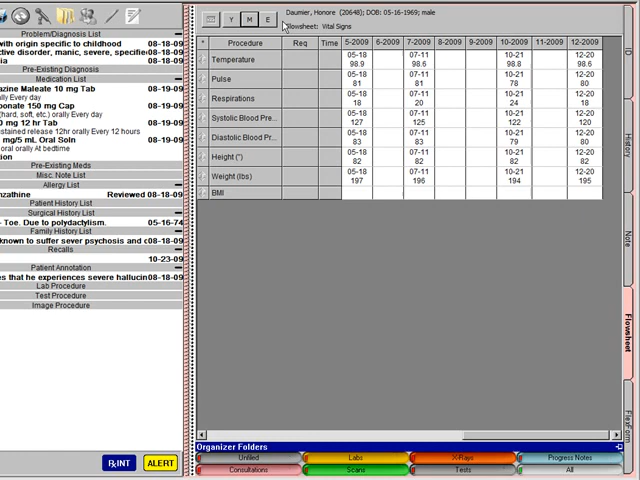 Problem/Diagnosis List
with origin specific to childhood 08-18-09
ctive disorder, manic, severe, specified 08-18-09
ia 08-18-09
Pre-Existing Diagnosis
Medication List
azine Maleate 10 mg Tab 08-19-09
rally Every day
ponate 150 mg Cap 08-19-09
(hard, soft, etc.) orally Every day
0 mg 12 hr Tab 08-19-09
stained release 12hr orally Every 12 hours
mg/5 mL Oral Soln 08-19-09
oral orally At bedtime
tion
Pre-Existing Meds
Misc. Note List
Allergy List
nzathine Reviewed 08-18-09
Patient History List
Surgical History List
- Toe. Due to polydactylism. 05-16-74
Family History List
known to suffer sever psychosis and d 08-18-09
Recalls
10-23-09
Patient Annotation
es that he experiences severe hallucin 08-18-09
Lab Procedure
Test Procedure
Image Procedure
R INT ALERT
Y M E
Daumier, Honore (20648); DOB: 05-16-1969; male
Flowsheet: Vital Signs
* Procedure Req Time 5-2009 6-2009 7-2009 8-2009 9-2009 10-2009 11-2009 12-2009
Temperature 05-18 98.9 07-11 98.6 10-21 98.8 12-20 98.6
Pulse 05-18 81 07-11 81 10-21 78 12-20 80
Respirations 05-18 18 07-11 20 10-21 24 12-20 18
Systolic Blood Pre... 05-18 127 07-11 125 10-21 122 12-20 120
Diastolic Blood Pr... 05-18 83 07-11 83 10-21 79 12-20 80
Height (") 05-18 82 07-11 82 10-21 82 12-20 82
Weight (lbs) 05-18 197 07-11 196 10-21 194 12-20 195
BMI
Organizer Folders
Unfiled Labs X-Rays Progress Notes
Consultations Scans Tests All
ID
History
Note
Flowsheet
FlexForm